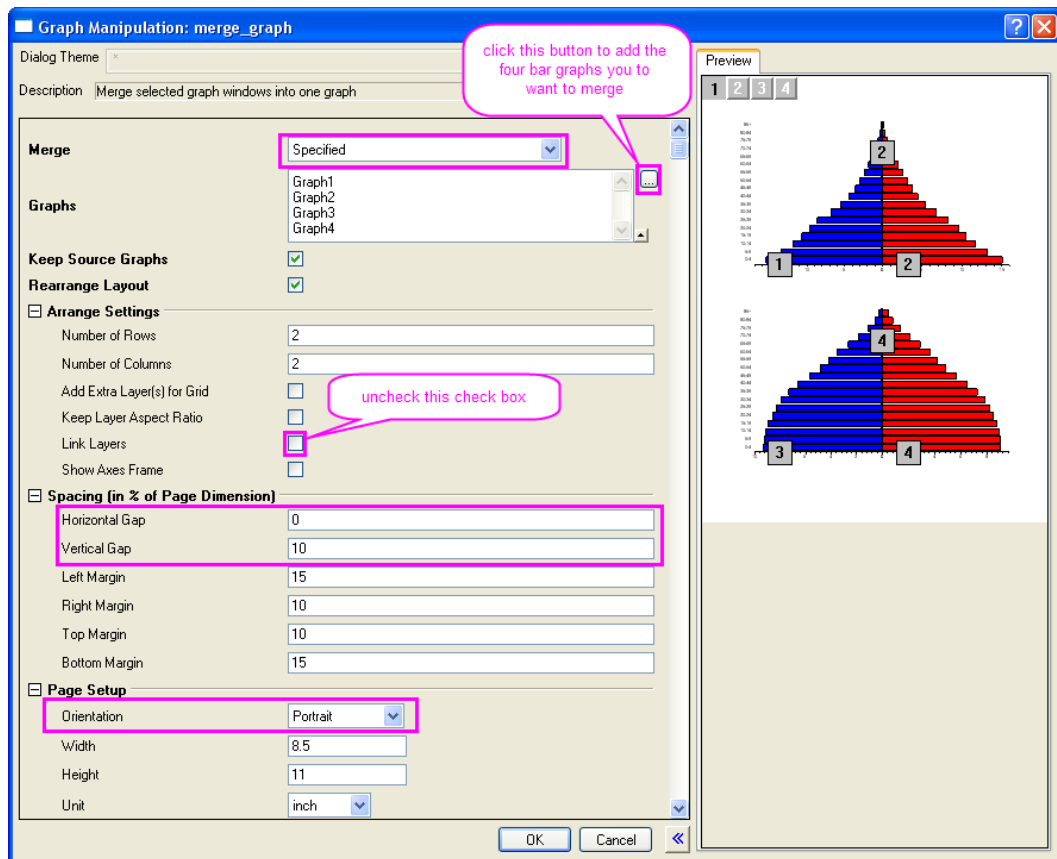 Graph Manipulation: merge_graph
Dialog Theme *
Description Merge selected graph windows into one graph
click this button to add the
four bar graphs you to
want to merge
Merge Specified
Graphs
Graph1
Graph2
Graph3
Graph4
...
Keep Source Graphs
Rearrange Layout
Arrange Settings
Number of Rows 2
Number of Columns 2
Add Extra Layer(s) for Grid
Keep Layer Aspect Ratio
Link Layers
uncheck this check box
Show Axes Frame
Spacing (in % of Page Dimension)
Horizontal Gap 0
Vertical Gap 10
Left Margin 15
Right Margin 10
Top Margin 10
Bottom Margin 15
Page Setup
Orientation Portrait
Width 8.5
Height 11
Unit inch
OK Cancel
Preview
1 2 3 4
2
1 2
4
3 4